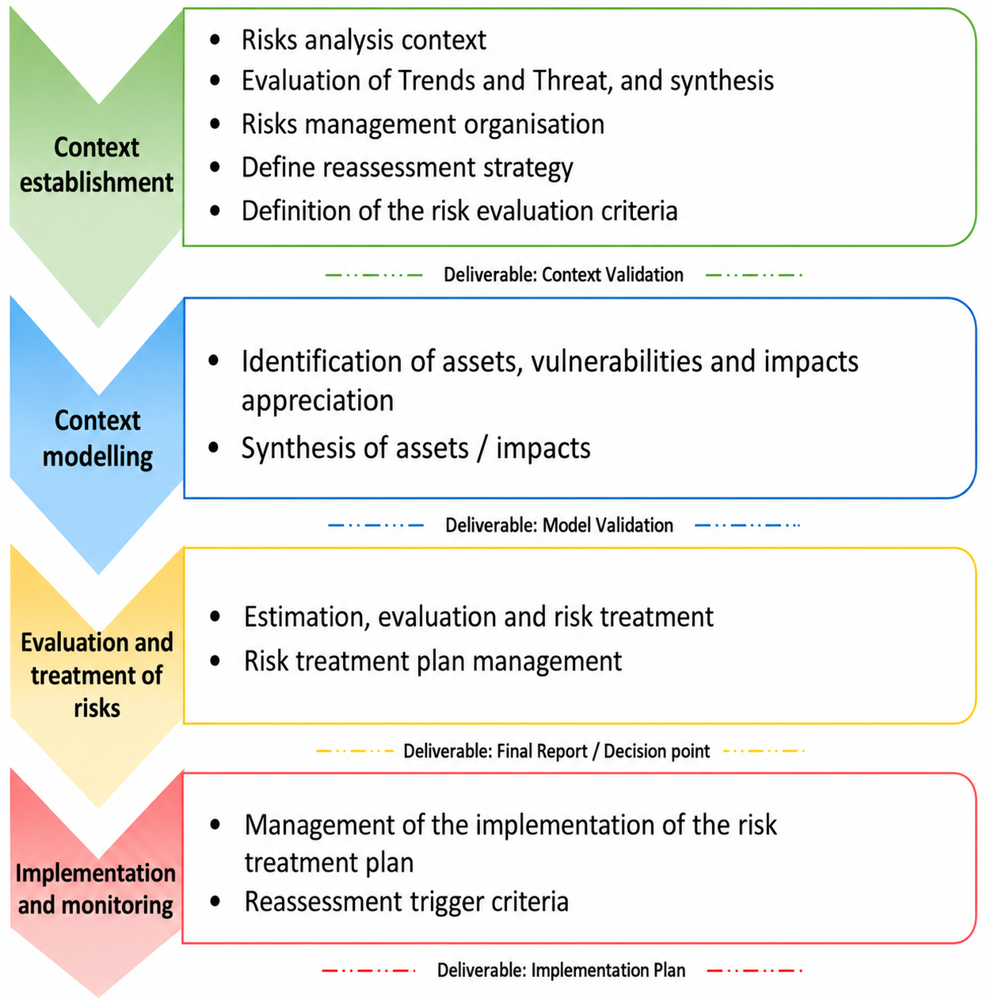 Context
establishment
• Risks analysis context
• Evaluation of Trends and Threat, and synthesis
• Risks management organisation
• Define reassessment strategy
• Definition of the risk evaluation criteria
Deliverable: Context Validation
Context
modelling
• Identification of assets, vulnerabilities and impacts
appreciation
• Synthesis of assets / impacts
Deliverable: Model Validation
Evaluation and
treatment of
risks
• Estimation, evaluation and risk treatment
• Risk treatment plan management
Deliverable: Final Report / Decision point
Implementation
and monitoring
• Management of the implementation of the risk
treatment plan
• Reassessment trigger criteria
Deliverable: Implementation Plan